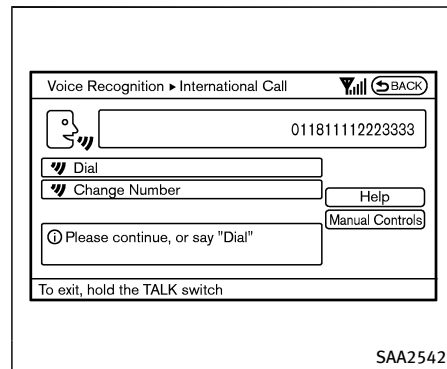 Voice Recognition ▸ International Call BACK
011811112223333
Dial
Change Number
Help
Manual Controls
Please continue, or say "Dial"
To exit, hold the TALK switch
SAA2542